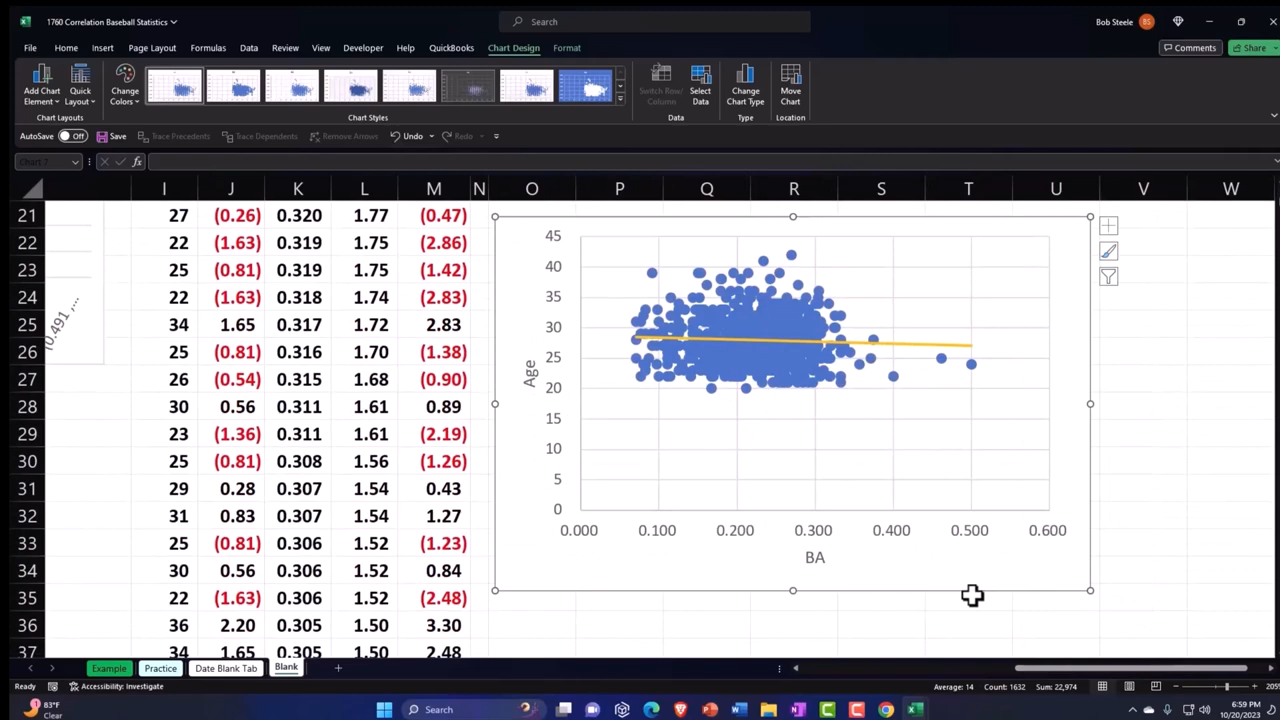 1760 Correlation Baseball Statistics
Search
Bob Steele
BS
File Home Insert Page Layout Formulas Data Review View Developer Help QuickBooks Chart Design Format
Comments
Share
Add Chart Element
Quick Layout
Change Colors
Switch Row/ Column
Select Data
Change Chart Type
Move Chart
Chart Layouts
Chart Styles
Data
Type
Location
AutoSave Off Save Trace Precedents Trace Dependents Remove Arrows Undo Redo
Chart 7 fx
I J K L M N O P Q R S T U V W
21 27 (0.26) 0.320 1.77 (0.47)
22 22 (1.63) 0.319 1.75 (2.86)
23 25 (0.81) 0.319 1.75 (1.42)
24 22 (1.63) 0.318 1.74 (2.83)
25 34 1.65 0.317 1.72 2.83
26 25 (0.81) 0.316 1.70 (1.38)
27 26 (0.54) 0.315 1.68 (0.90)
28 30 0.56 0.311 1.61 0.89
29 23 (1.36) 0.311 1.61 (2.19)
30 25 (0.81) 0.308 1.56 (1.26)
31 29 0.28 0.307 1.54 0.43
32 31 0.83 0.307 1.54 1.27
33 25 (0.81) 0.306 1.52 (1.23)
34 30 0.56 0.306 1.52 0.84
35 22 (1.63) 0.306 1.52 (2.48)
36 36 2.20 0.305 1.50 3.30
37 34 1.65 0.305 1.50 2.48
(0.491 ,...
45
40
35
30
25
20
15
10
5
0
Age
0.000 0.100 0.200 0.300 0.400 0.500 0.600
BA
Example Practice Date Blank Tab Blank
Ready Accessibility: Investigate
Average: 14 Count: 1632 Sum: 22,974
205
83°F
Clear
Search
6:59 PM
10/20/2023